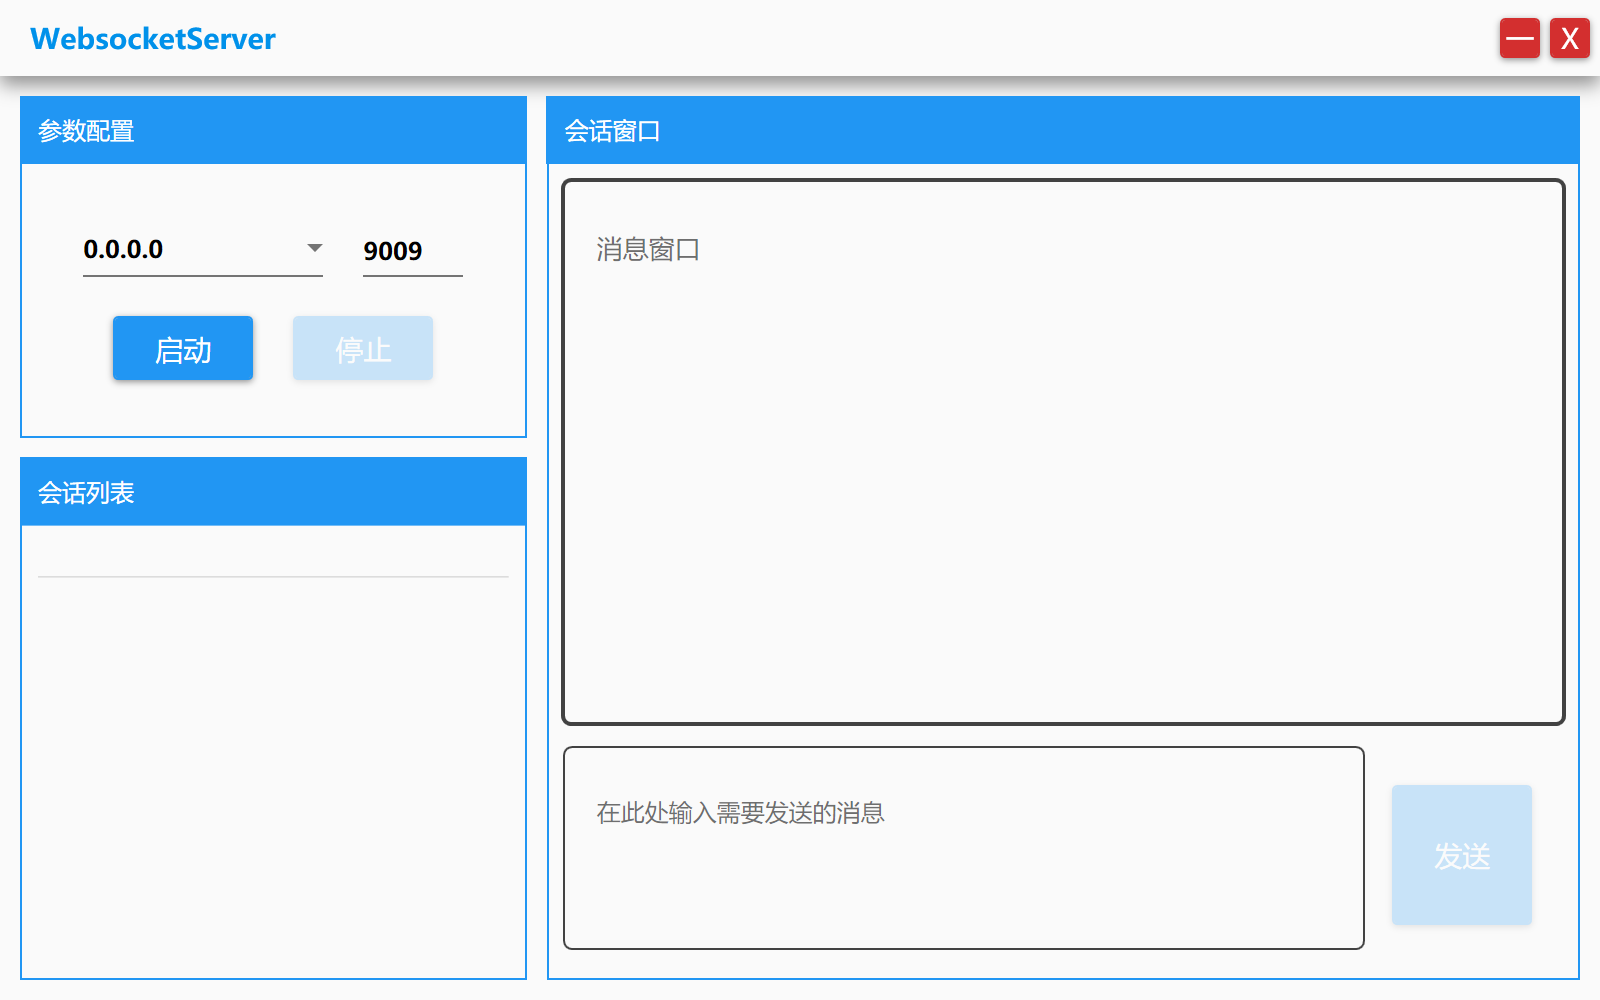 WebsocketServer
— X
参数配置
0.0.0.0
9009
启动
停止
会话列表
会话窗口
消息窗口
在此处输入需要发送的消息
发送